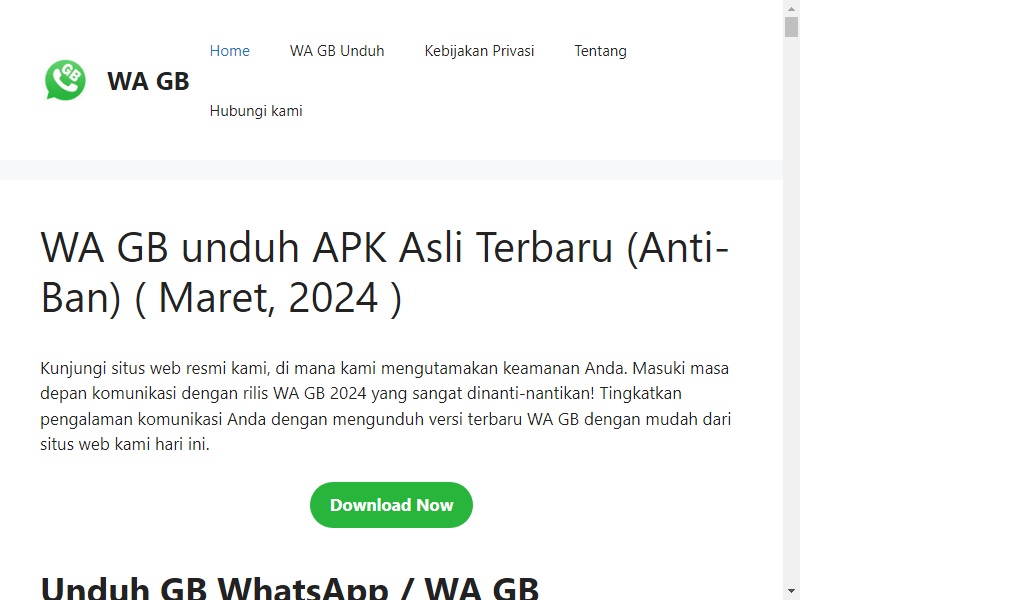 Home
WA GB Unduh
Kebijakan Privasi
Tentang
GB
WA GB
Hubungi kami
WA GB unduh APK Asli Terbaru (Anti-
Ban) ( Maret, 2024 )
Kunjungi situs web resmi kami, di mana kami mengutamakan keamanan Anda. Masuki masa
depan komunikasi dengan rilis WA GB 2024 yang sangat dinanti-nantikan! Tingkatkan
pengalaman komunikasi Anda dengan mengunduh versi terbaru WA GB dengan mudah dari
situs web kami hari ini.
Download Now
Unduh GB WhatsApp / WA GB